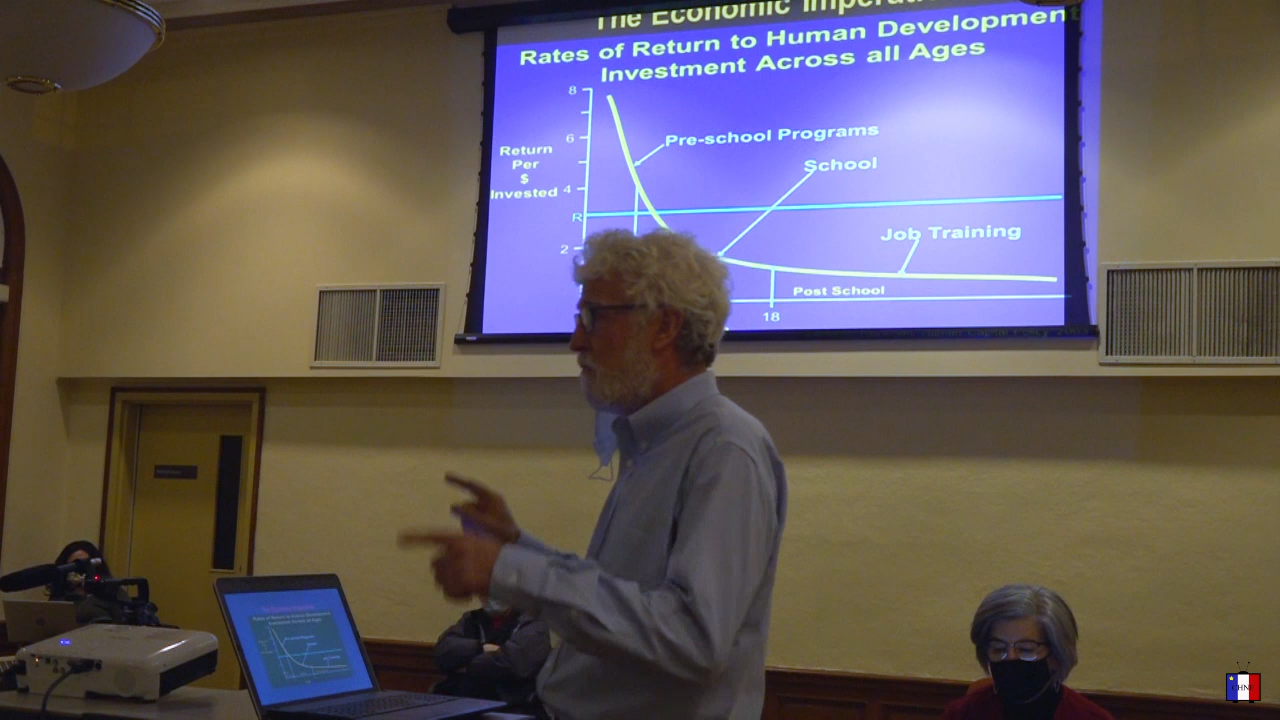 The Economic Imperati
Rates of Return to Human Development
Investment Across all Ages
8
Pre-school Programs
6
Return
Per
$
Invested
School
4
R
Job Training
2
Post School
18
CHNY